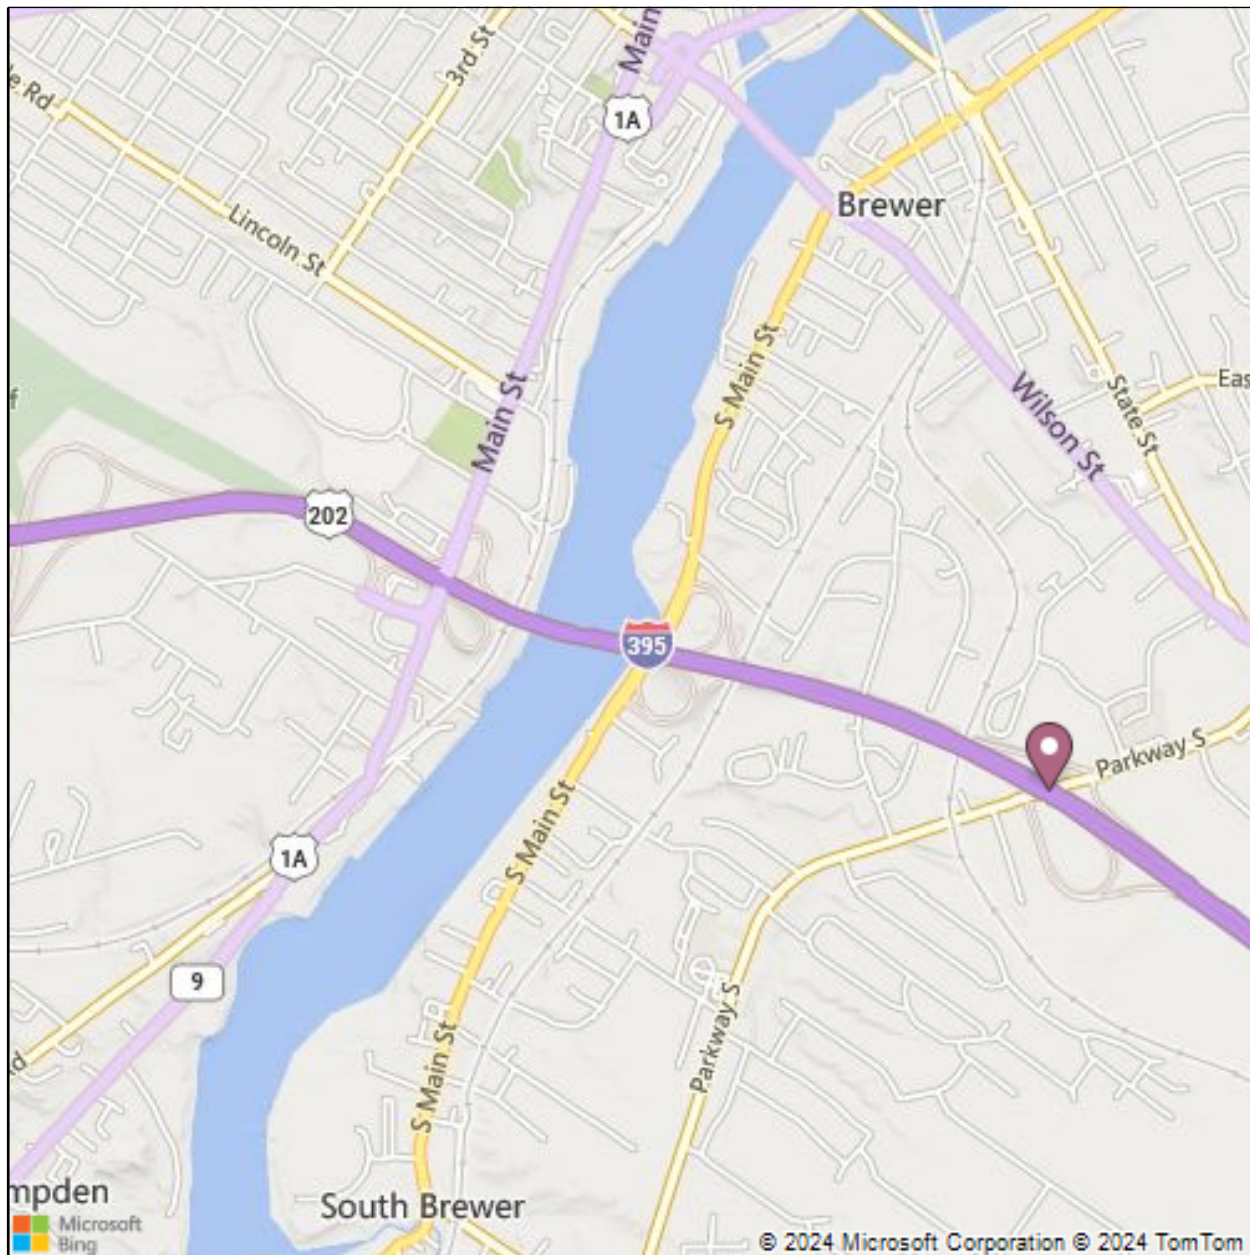 Main
3rd St
e Rd
1A
Brewer
Lincoln St
S Main St
Eas
State St
Wilson St
Main St
f
202
395
Parkway S
S Main St
1A
9
Parkway S
S Main St
d
mpden
South Brewer
Microsoft
Bing
© 2024 Microsoft Corporation © 2024 TomTom